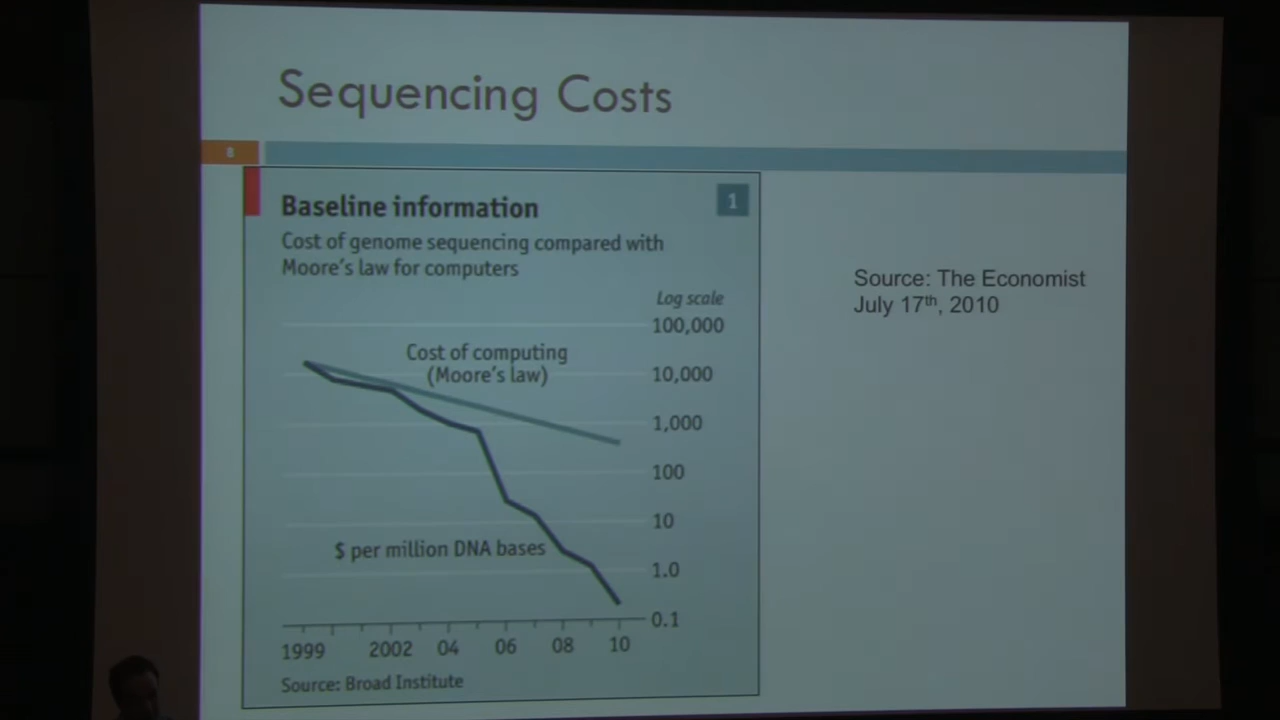 Sequencing Costs
8
Baseline information
1
Cost of genome sequencing compared with
Moore's law for computers
Source: The Economist
July 17th, 2010
Log scale
100,000
Cost of computing
(Moore's law)
10,000
1,000
100
10
$ per million DNA bases
1.0
0.1
1999 2002 04 06 08 10
Source: Broad Institute